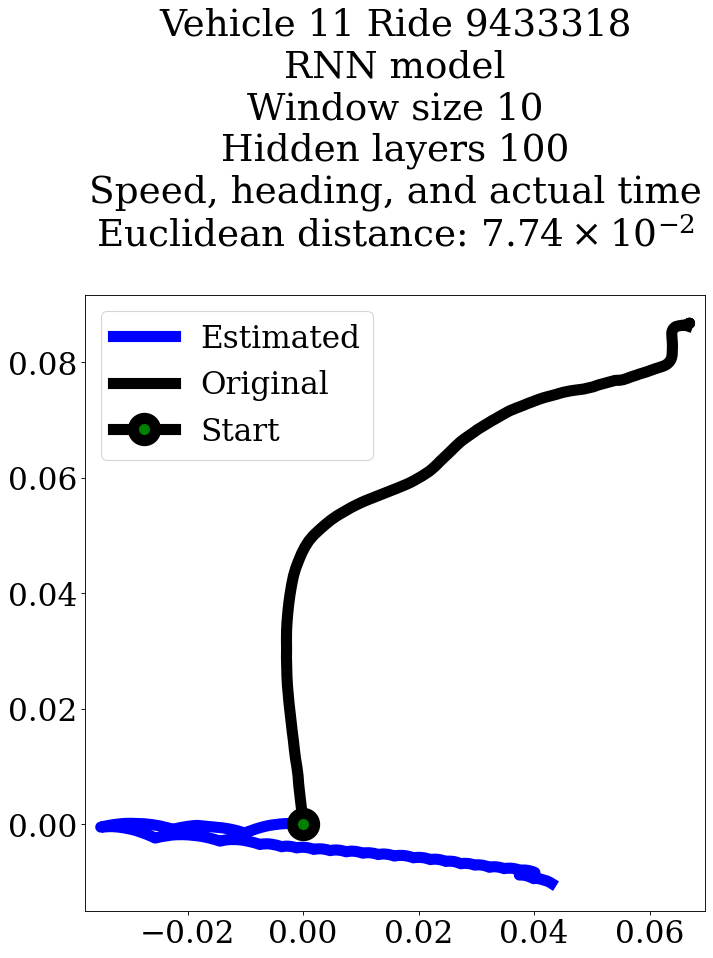 Vehicle 11 Ride 9433318
RNN model
Window size 10
Hidden layers 100
Speed, heading, and actual time
Euclidean distance: 7.74 × 10⁻²
Estimated
Original
Start
0.08
0.06
0.04
0.02
0.00
−0.02 0.00 0.02 0.04 0.06